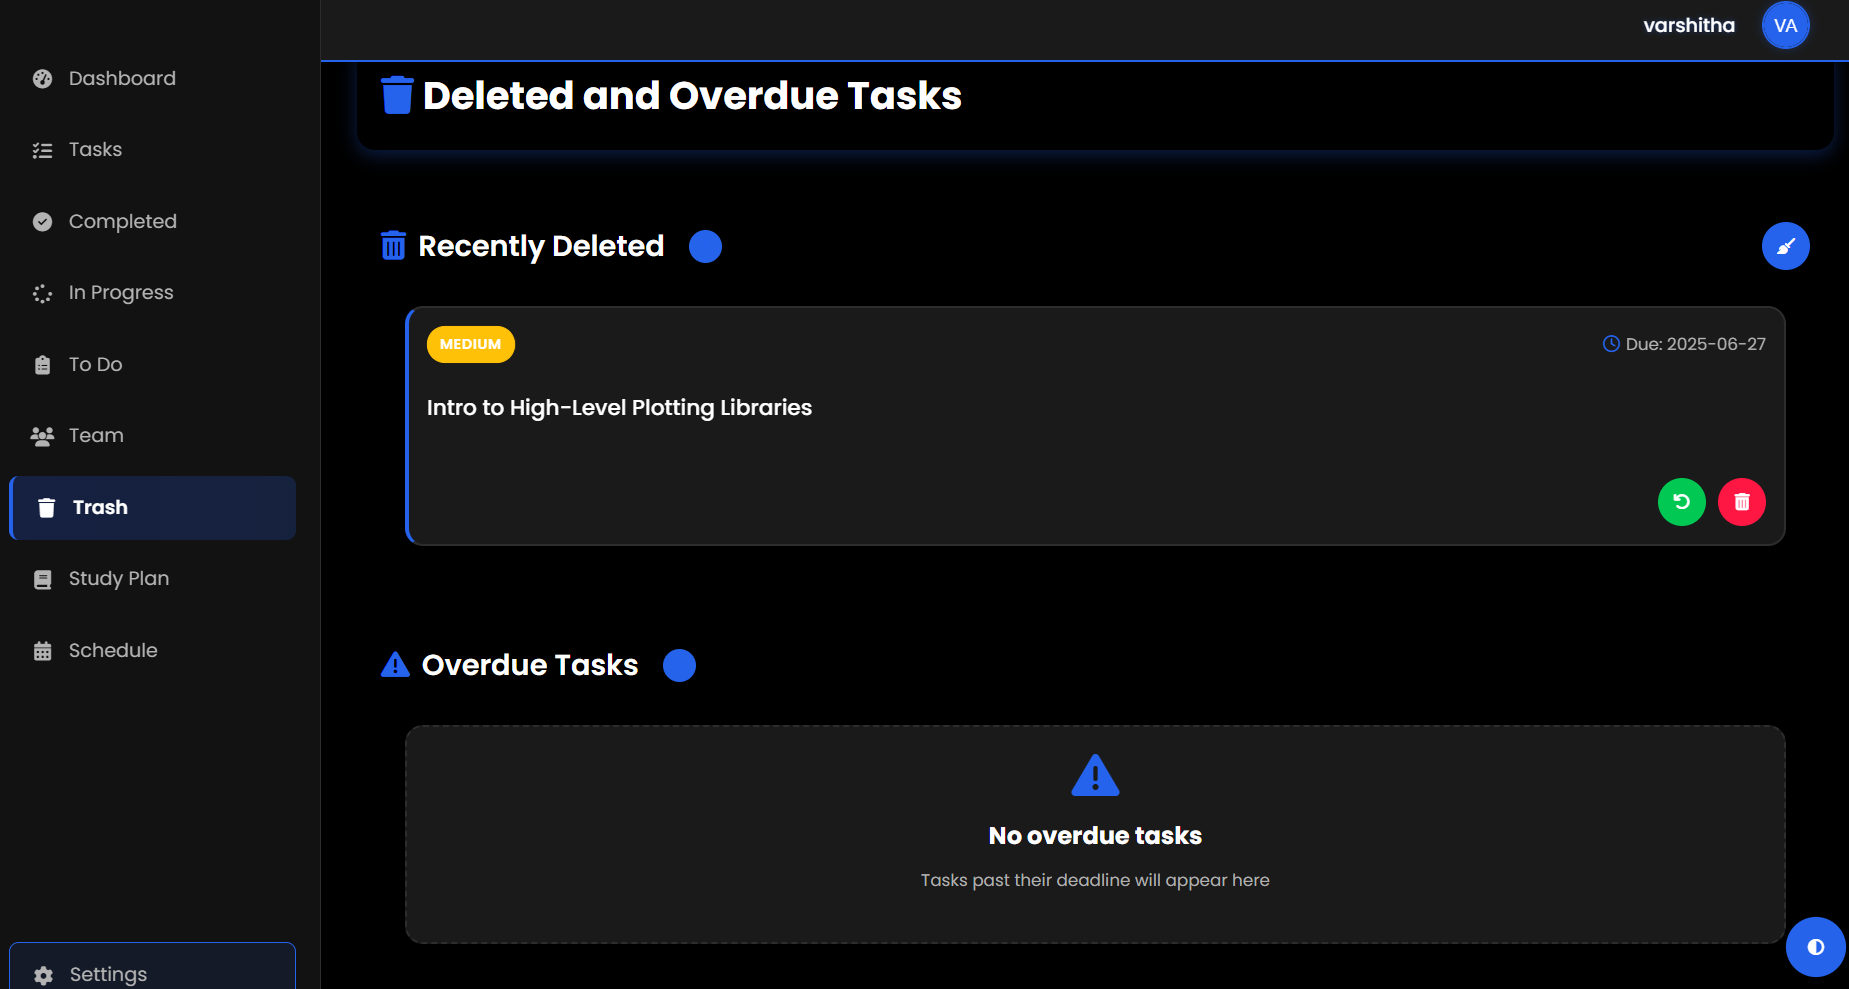 varshitha
VA
Dashboard
Tasks
Completed
In Progress
To Do
Team
Trash
Study Plan
Schedule
Settings
Deleted and Overdue Tasks
Recently Deleted
MEDIUM
Due: 2025-06-27
Intro to High-Level Plotting Libraries
Overdue Tasks
No overdue tasks
Tasks past their deadline will appear here